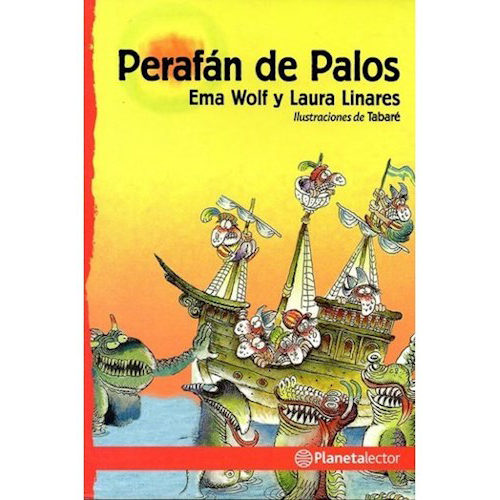 Perafán de Palos
Ema Wolf y Laura Linares
Ilustraciones de Tabaré
Planetalector